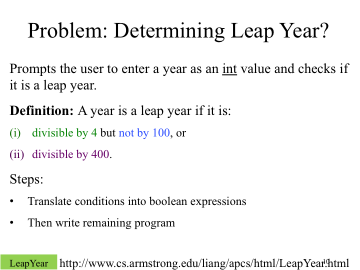 Problem: Determining Leap Year?
Prompts the user to enter a year as an int value and checks if
it is a leap year.
Definition: A year is a leap year if it is:
(i) divisible by 4 but not by 100, or
(ii) divisible by 400.
Steps:
• Translate conditions into boolean expressions
• Then write remaining program
LeapYear http://www.cs.armstrong.edu/liang/apcs/html/LeapYear.html